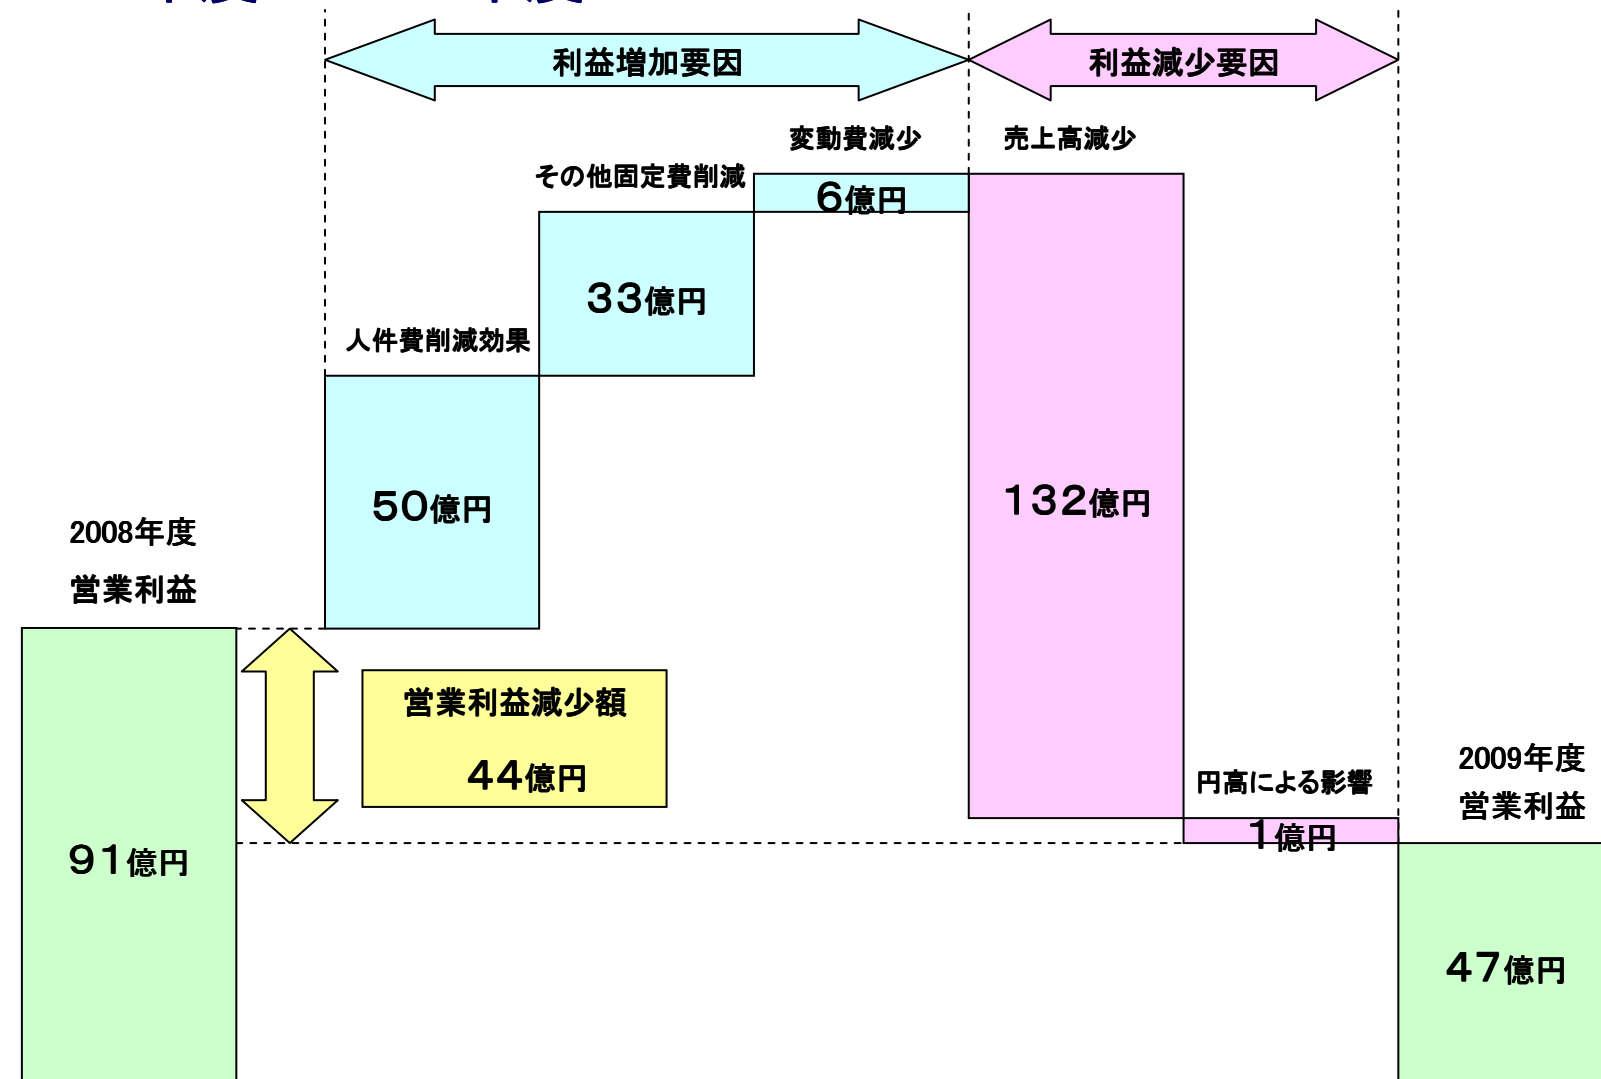 利益増加要因
利益減少要因
変動費減少
売上高減少
その他固定費削減
6億円
33億円
人件費削減効果
50億円
132億円
2008年度
営業利益
営業利益減少額
44億円
2009年度
営業利益
円高による影響
1億円
91億円
47億円